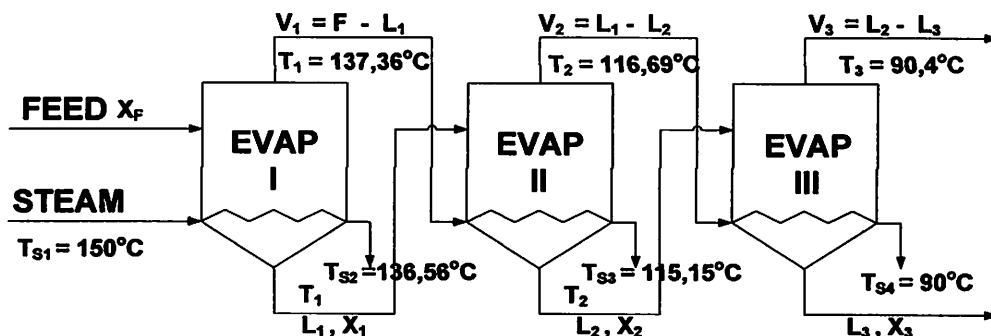 V₁ = F - L₁
T₁ = 137,36°C
V₂ = L₁ - L₂
T₂ = 116,69°C
V₃ = L₂ - L₃
T₃ = 90,4°C
FEED X_F
EVAP
I
EVAP
II
EVAP
III
STEAM
T_S1 = 150°C
T_S2 =136,56°C
T_S3 = 115,15°C
T_S4 = 90°C
T₁
T₂
L₁ , X₁
L₂ , X₂
L₃ , X₃